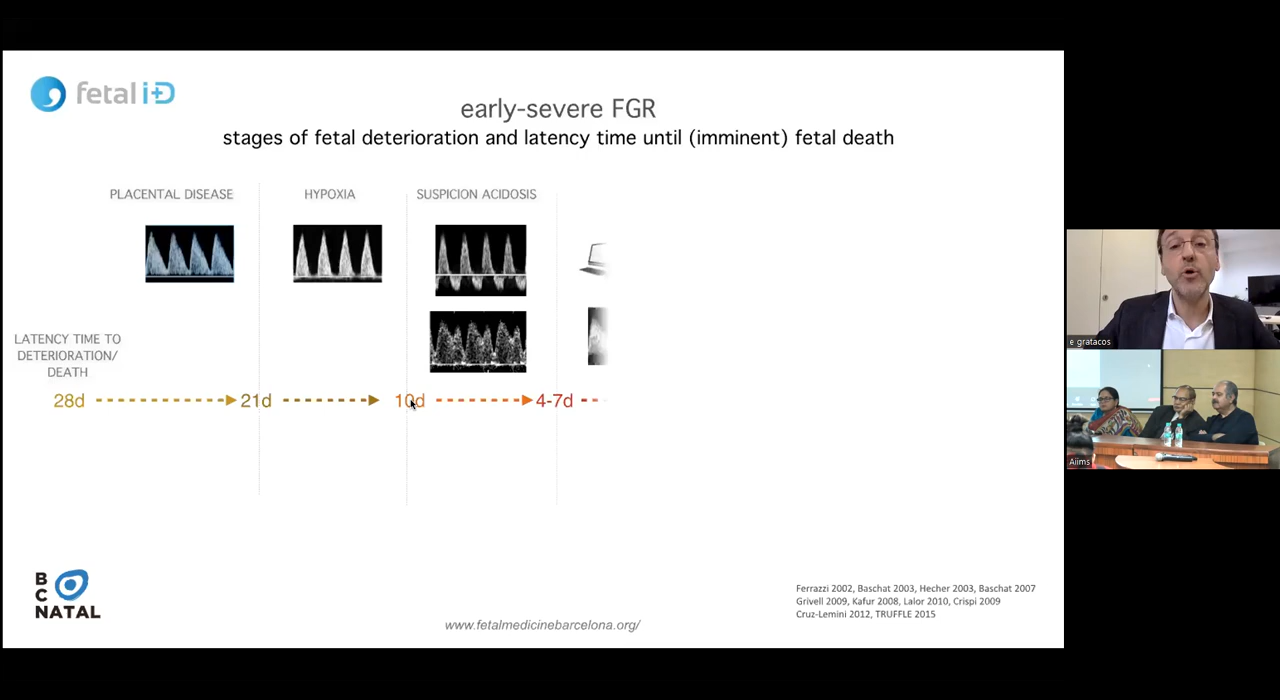 fetal i+D
early-severe FGR
stages of fetal deterioration and latency time until (imminent) fetal death
PLACENTAL DISEASE
HYPOXIA
SUSPICION ACIDOSIS
LATENCY TIME TO
DETERIORATION/
DEATH
28d
21d
10d
4-7d
B
C
NATAL
www.fetalmedicinebarcelona.org/
Ferrazzi 2002, Baschat 2003, Hecher 2003, Baschat 2007
Grivell 2009, Kafur 2008, Lalor 2010, Crispi 2009
Cruz-Lemini 2012, TRUFFLE 2015
e gratacos
Aiims